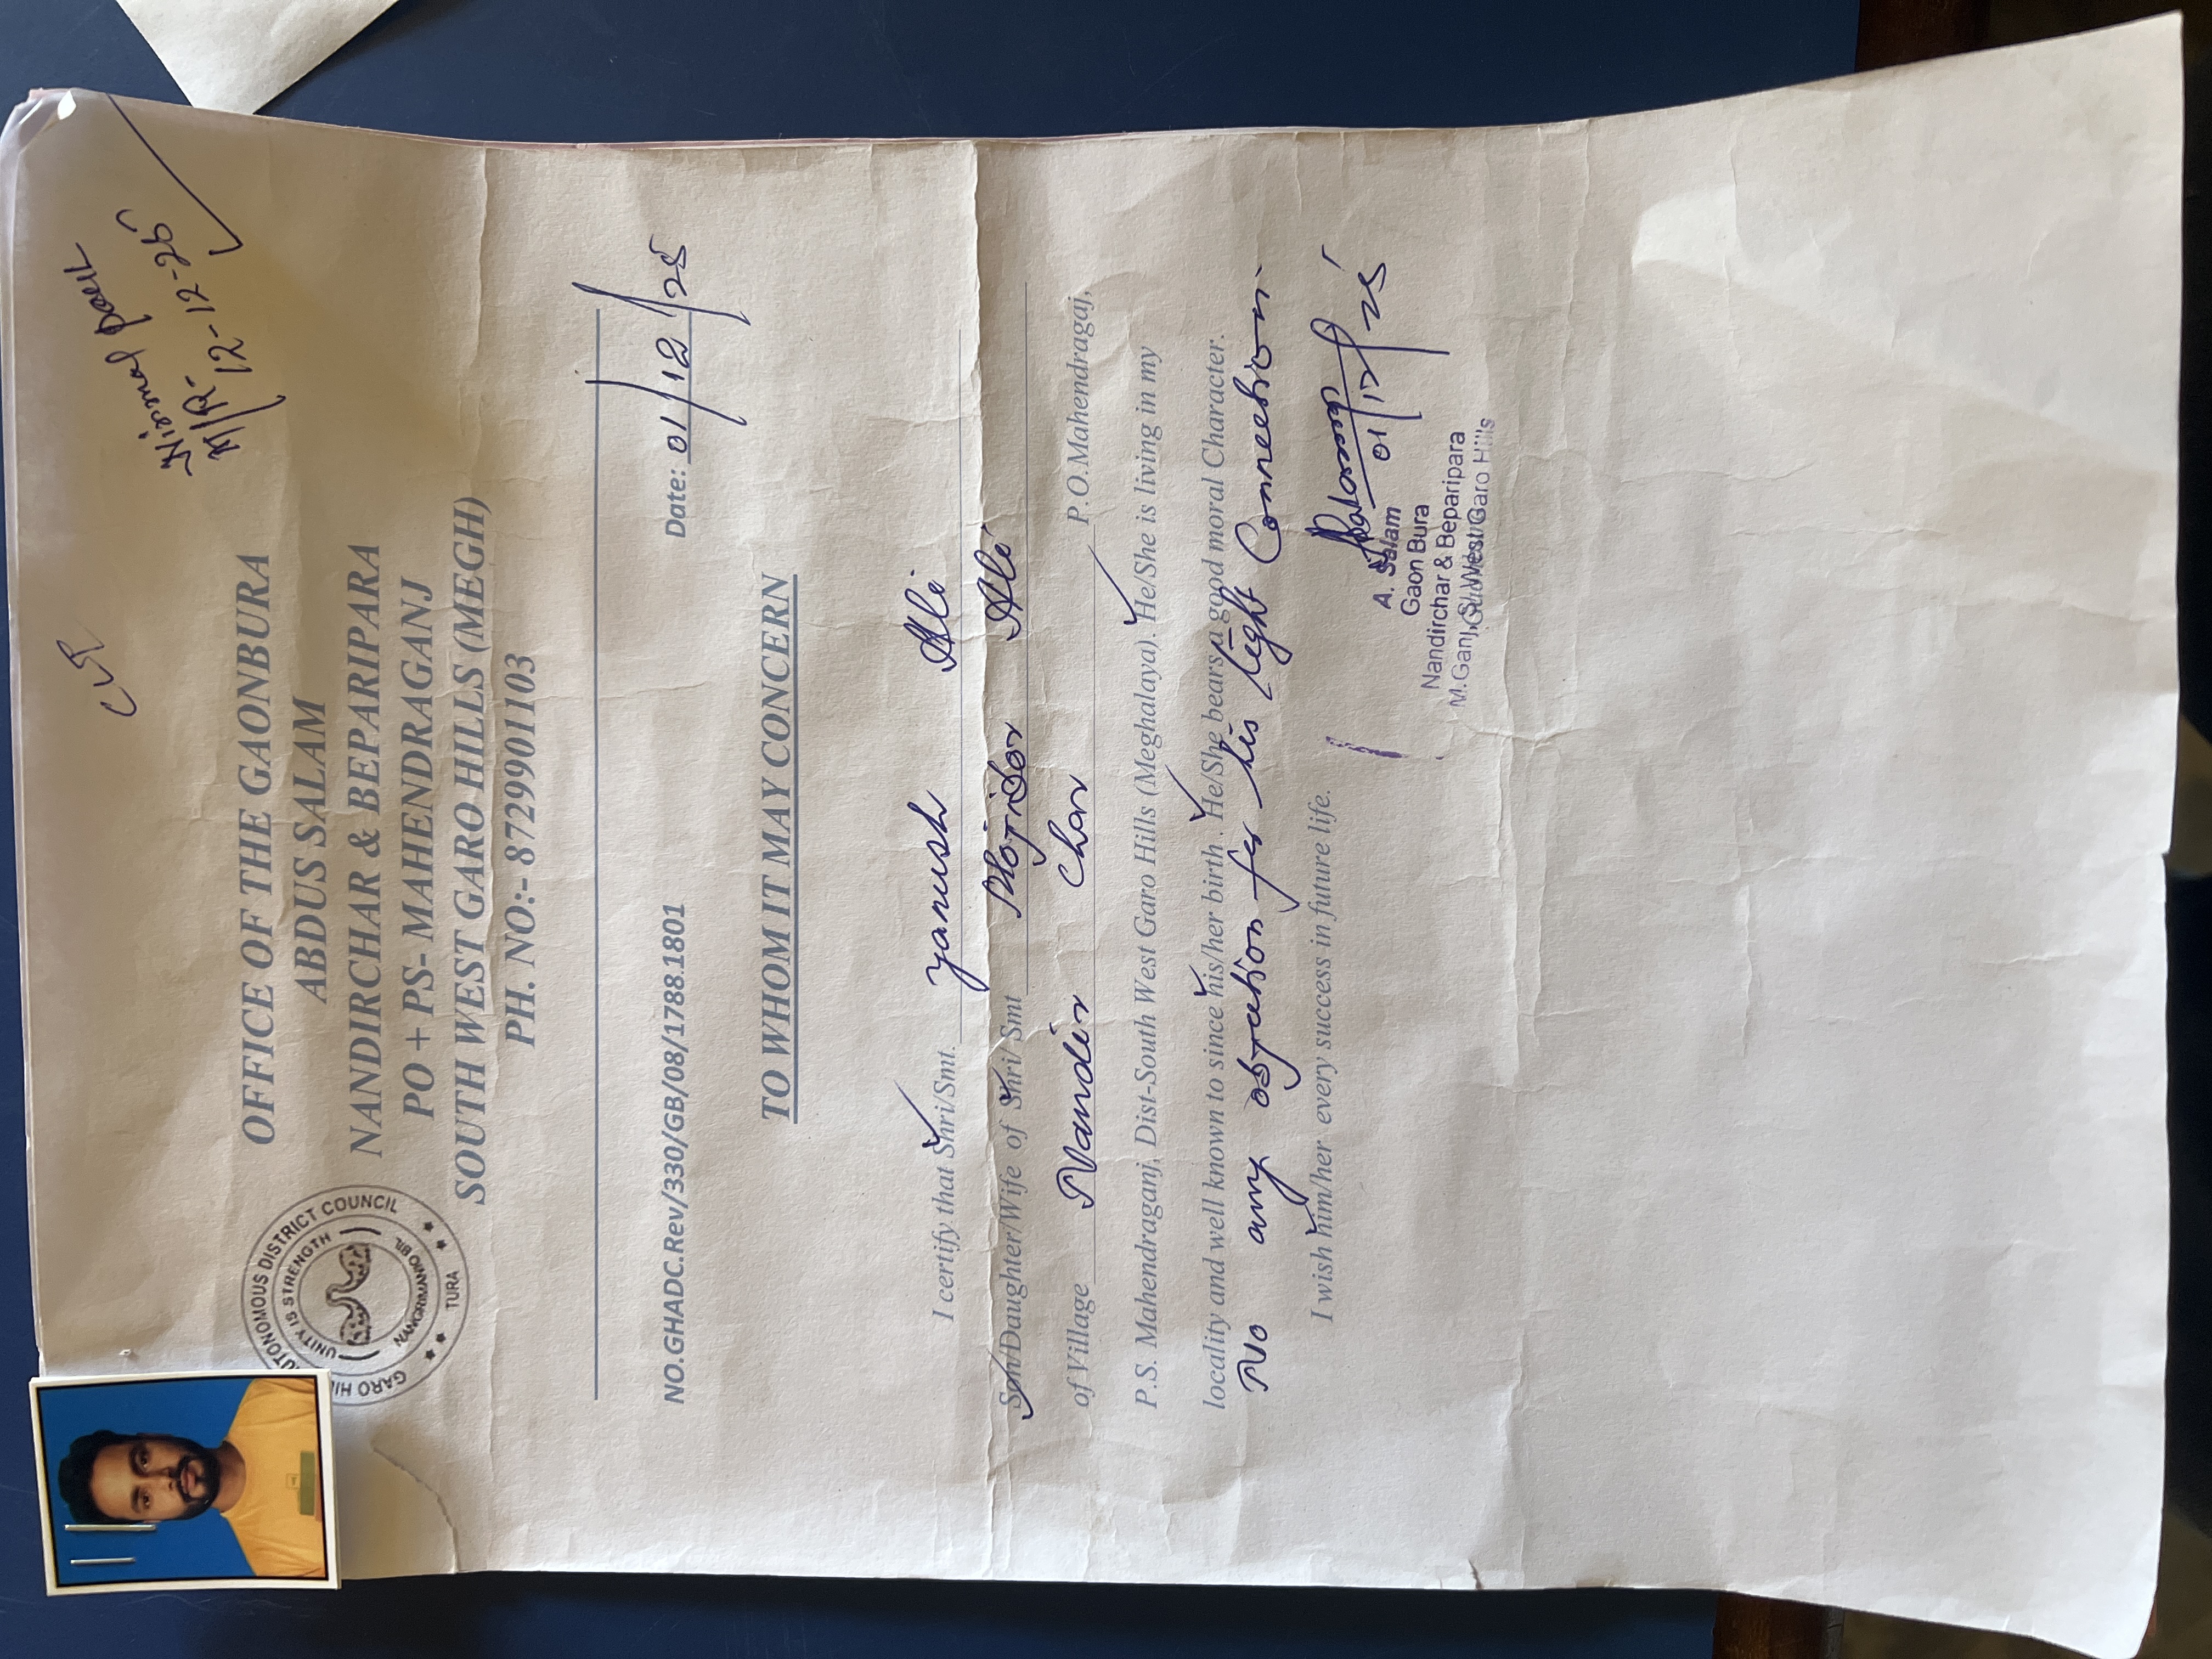 Nirmal paul
M/R-
12-12-25
GARO HI AUTONOMOUS DISTRICT COUNCIL
UNITY IS STRENGTH
TURA
OFFICE OF THE GAONBURA
ABDUS SALAM
NANDIRCHAR & BEPARIPARA
PO + PS- MAHENDRAGANJ
SOUTH WEST GARO HILLS (MEGH)
PH. NO:- 8729901103
NO.GHADC.Rev/330/GB/08/1788.1801 Date: 01/12/25
TO WHOM IT MAY CONCERN
I certify that Shri/Smt. yanush Ali
Son/Daughter/Wife of Shri/ Smt Ali
of Village Nandir Char P.O.Mahendragaj,
P.S. Mahendraganj, Dist-South West Garo Hills (Meghalaya). He/She is living in my
locality and well known to since his/her birth. He/She bears a good moral Character.
No any objection for his light Connection.
I wish him/her every success in future life.
01/12/25
A. Salam
Gaon Bura
Nandirchar & Beparipara
M.Ganj, S. West Garo Hills